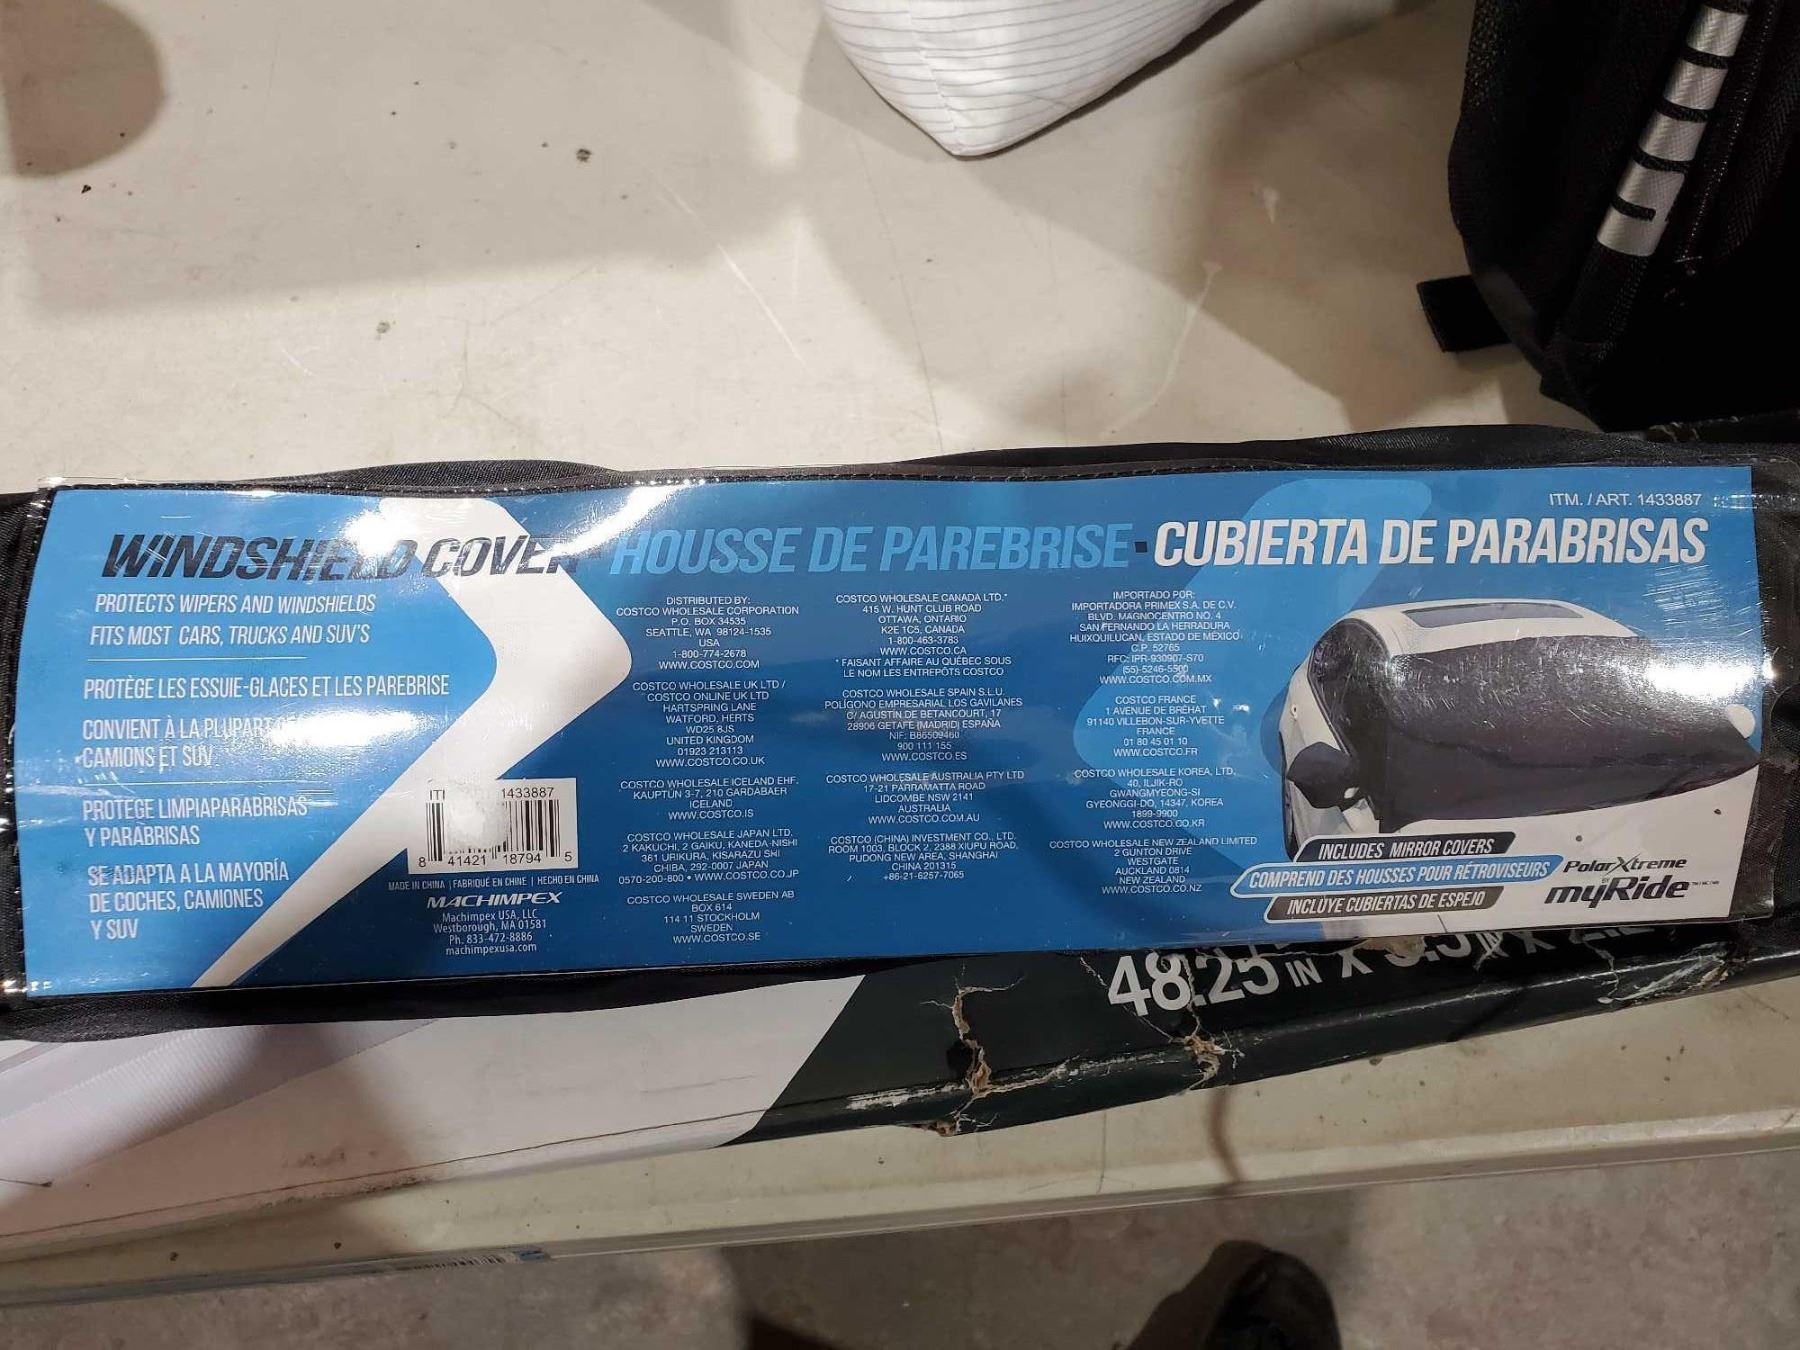 ITM. / ART. 1433887
WINDSHIELD COVER HOUSSE DE PAREBRISE ▪ CUBIERTA DE PARABRISAS
PROTECTS WIPERS AND WINDSHIELDS
FITS MOST CARS, TRUCKS AND SUV'S
PROTÈGE LES ESSUIE-GLACES ET LES PAREBRISE
CONVIENT À LA PLUPART
CAMIONS ET SUV
PROTEGE LIMPIAPARABRISAS
Y PARABRISAS
SE ADAPTA A LA MAYORÍA
DE COCHES, CAMIONES
Y SUV
1433887
8 41421 18794 5
MADE IN CHINA | FABRIQUÉ EN CHINE | HECHO EN CHINA
MACHIMPEX
Machimpex USA, LLC
Westborough, MA 01581
Ph. 833-472-8886
machimpexusa.com
DISTRIBUTED BY:
COSTCO WHOLESALE CORPORATION
P.O. BOX 34535
SEATTLE, WA 98124-1535
USA
1-800-774-2678
WWW.COSTCO.COM
COSTCO WHOLESALE UK LTD /
COSTCO ONLINE UK LTD
HARTSPRING LANE
WATFORD, HERTS
WD25 8JS
UNITED KINGDOM
01923 213113
WWW.COSTCO.CO.UK
COSTCO WHOLESALE ICELAND EHF.
KAUPTÚN 3-7, 210 GARDABAER
ICELAND
WWW.COSTCO.IS
COSTCO WHOLESALE JAPAN LTD.
2 KAKUCHI, 2 GAIKU, KANEDA-NISHI
361 URIKURA, KISARAZU SHI
CHIBA, 292-0007 JAPAN
0570-200-800 • WWW.COSTCO.CO.JP
COSTCO WHOLESALE SWEDEN AB
BOX 614
114 11 STOCKHOLM
SWEDEN
WWW.COSTCO.SE
COSTCO WHOLESALE CANADA LTD.*
415 W. HUNT CLUB ROAD
OTTAWA, ONTARIO
K2E 1C5, CANADA
1-800-463-3783
WWW.COSTCO.CA
* FAISANT AFFAIRE AU QUÉBEC SOUS
LE NOM LES ENTREPÔTS COSTCO
COSTCO WHOLESALE SPAIN S.L.U.
POLÍGONO EMPRESARIAL LOS GAVILANES
C/ AGUSTÍN DE BETANCOURT, 17
28906 GETAFE (MADRID) ESPAÑA
NIF: B86509460
900 111 155
WWW.COSTCO.ES
COSTCO WHOLESALE AUSTRALIA PTY LTD
17-21 PARRAMATTA ROAD
LIDCOMBE NSW 2141
AUSTRALIA
WWW.COSTCO.COM.AU
COSTCO (CHINA) INVESTMENT CO., LTD.
ROOM 1003, BLOCK 2, 2388 XIUPU ROAD,
PUDONG NEW AREA, SHANGHAI
CHINA 201315
+86-21-6257-7065
IMPORTADO POR:
IMPORTADORA PRIMEX S.A. DE C.V.
BLVD. MAGNOCENTRO NO. 4
SAN FERNANDO LA HERRADURA
HUIXQUILUCAN, ESTADO DE MÉXICO
C.P. 52765
RFC: IPR-930907-S70
(55)-5246-5500
WWW.COSTCO.COM.MX
COSTCO FRANCE
1 AVENUE DE BRÉHAT
91140 VILLEBON-SUR-YVETTE
FRANCE
01 80 45 01 10
WWW.COSTCO.FR
COSTCO WHOLESALE KOREA, LTD.
40, ILJIK-RO
GWANGMYEONG-SI
GYEONGGI-DO, 14347, KOREA
1899-9900
WWW.COSTCO.CO.KR
COSTCO WHOLESALE NEW ZEALAND LIMITED
2 GUNTON DRIVE
WESTGATE
AUCKLAND 0814
NEW ZEALAND
WWW.COSTCO.CO.NZ
INCLUDES MIRROR COVERS
COMPREND DES HOUSSES POUR RÉTROVISEURS
INCLUYE CUBIERTAS DE ESPEJO
PolarXtreme
BY
myRide
48.25 IN X